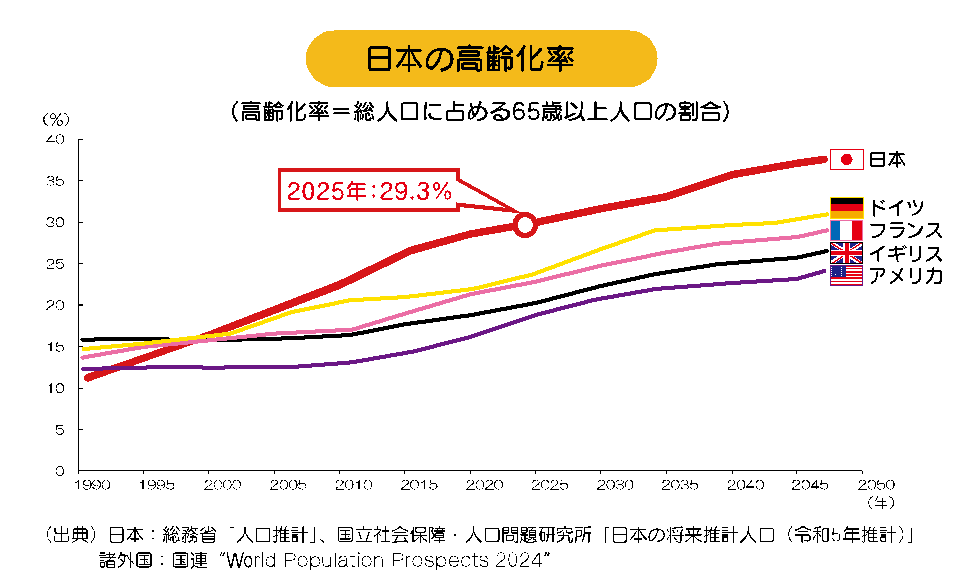 日本の高齢化率
（高齢化率＝総人口に占める65歳以上人口の割合）
(%)
40
35
30
25
20
15
10
5
0
2025年：29.3%
日本
ドイツ
フランス
イギリス
アメリカ
1990 1995 2000 2005 2010 2015 2020 2025 2030 2035 2040 2045 2050
（年）
（出典）日本：総務省「人口推計」、国立社会保障・人口問題研究所「日本の将来推計人口（令和5年推計）」
諸外国：国連 “World Population Prospects 2024”